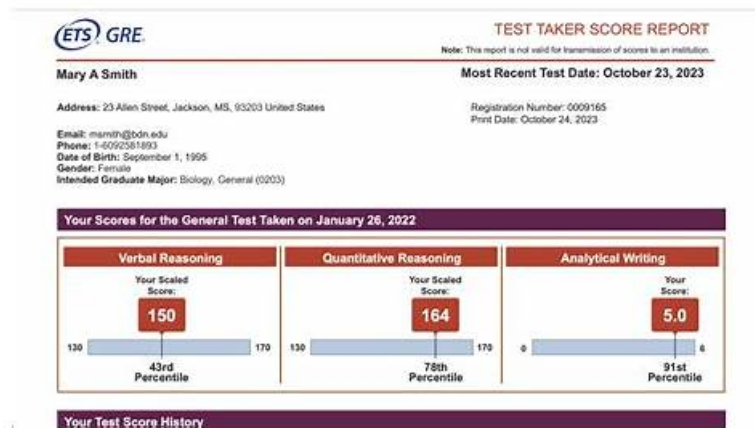 ETS GRE
TEST TAKER SCORE REPORT
Note: This report is not valid for transmission of scores to an institution.
Mary A Smith
Most Recent Test Date: October 23, 2023
Address: 23 Allen Street, Jackson, MS, 93203 United States
Registration Number: 0009165
Print Date: October 24, 2023
Email: msmith@bdn.edu
Phone: 1-6092581893
Date of Birth: September 1, 1995
Gender: Female
Intended Graduate Major: Biology, General (0203)
Your Scores for the General Test Taken on January 26, 2022
Verbal Reasoning
Your Scaled
Score:
150
130 170
43rd
Percentile
Quantitative Reasoning
Your Scaled
Score:
164
130 170
78th
Percentile
Analytical Writing
Your
Score:
5.0
0 6
91st
Percentile
Your Test Score History